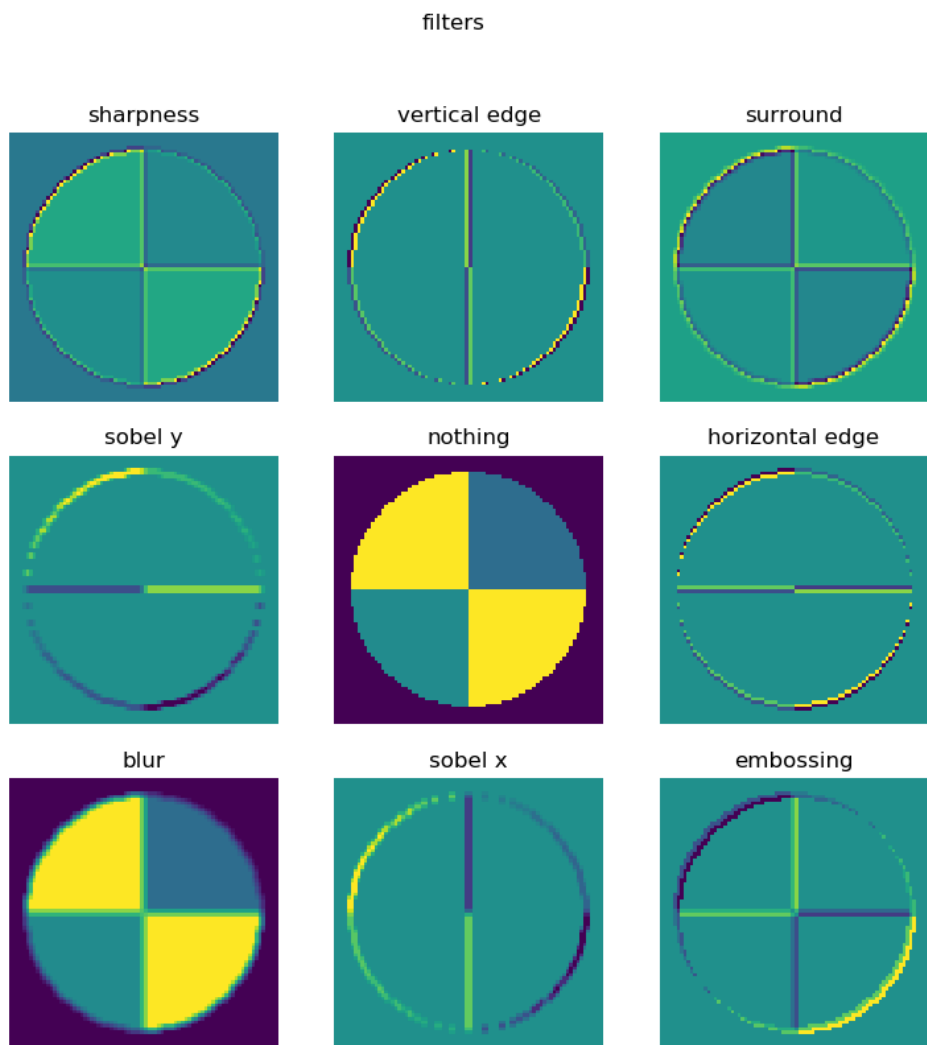 filters
sharpness
vertical edge
surround
sobel y
nothing
horizontal edge
blur
sobel x
embossing